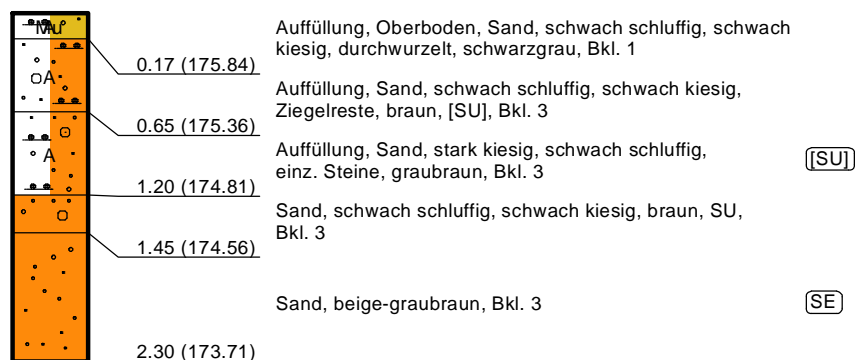 Mu
Auffüllung, Oberboden, Sand, schwach schluffig, schwach
kiesig, durchwurzelt, schwarzgrau, Bkl. 1
0.17 (175.84)
A
Auffüllung, Sand, schwach schluffig, schwach kiesig,
Ziegelreste, braun, [SU], Bkl. 3
0.65 (175.36)
A
Auffüllung, Sand, stark kiesig, schwach schluffig,
einz. Steine, graubraun, Bkl. 3
[SU]
1.20 (174.81)
Sand, schwach schluffig, schwach kiesig, braun, SU,
Bkl. 3
1.45 (174.56)
Sand, beige-graubraun, Bkl. 3
SE
2.30 (173.71)